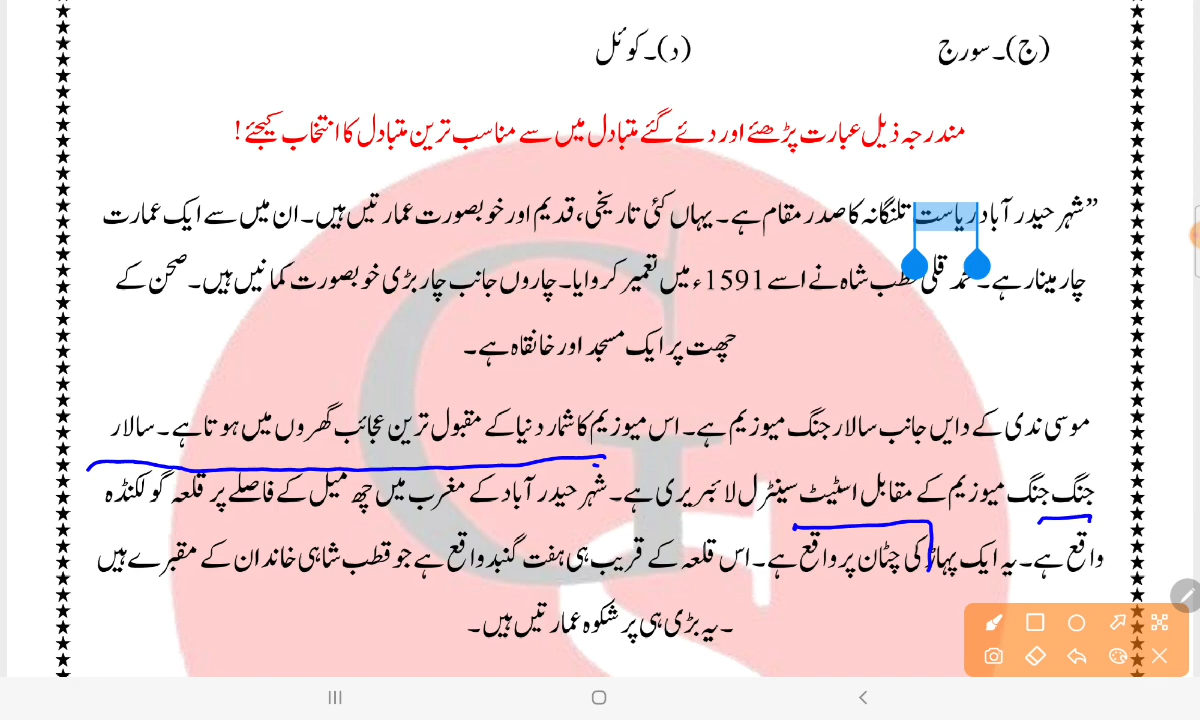 (ج)۔ سورج (د)۔ کوئل
مندرجہ ذیل عبارت پڑھئے اور دئے گئے متبادل میں سے مناسب ترین متبادل کا انتخاب کیجئے!
”شہر حیدر آباد ریاست تلنگانہ کا صدر مقام ہے۔ یہاں کئی تاریخی، قدیم اور خوبصورت عمارتیں ہیں۔ ان میں سے ایک عمارت
چار مینار ہے۔ قلی قطب شاہ نے اسے 1591ء میں تعمیر کروایا۔ چاروں جانب چار بڑی خوبصورت کمانیں ہیں۔ صحن کے
چھت پر ایک مسجد اور خانقاہ ہے۔
موسی ندی کے دایں جانب سالار جنگ میوزیم ہے۔ اس میوزیم کا شمار دنیا کے مقبول ترین عجائب گھروں میں ہوتا ہے۔ سالار
جنگ جنگ میوزیم کے مقابل اسٹیٹ سینٹرل لائبریری ہے۔ شہر حیدر آباد کے مغرب میں چھ میل کے فاصلے پر قلعہ گولکنڈہ
واقع ہے۔ یہ ایک پہاڑ کی چٹان پر واقع ہے۔ اس قلعہ کے قریب ہی ہفت گنبد واقع ہے جو قطب شاہی خاندان کے مقبرے ہیں
۔ یہ بڑی ہی پر شکوہ عمارتیں ہیں۔